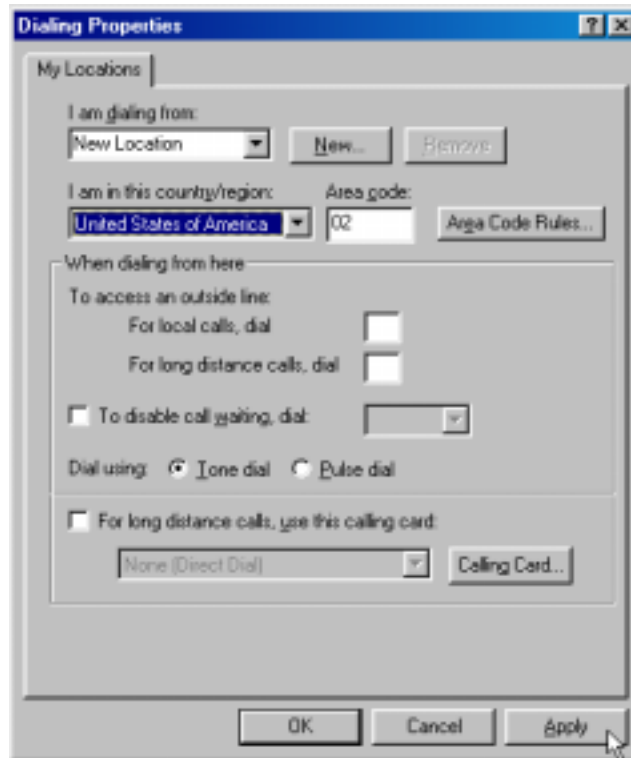 Dialing Properties
My Locations
I am dialing from:
New Location New... Remove
I am in this country/region: Area code:
United States of America 02 Area Code Rules...
When dialing from here
To access an outside line:
For local calls, dial
For long distance calls, dial
To disable call waiting, dial:
Dial using: Tone dial Pulse dial
For long distance calls, use this calling card:
None (Direct Dial) Calling Card...
OK Cancel Apply